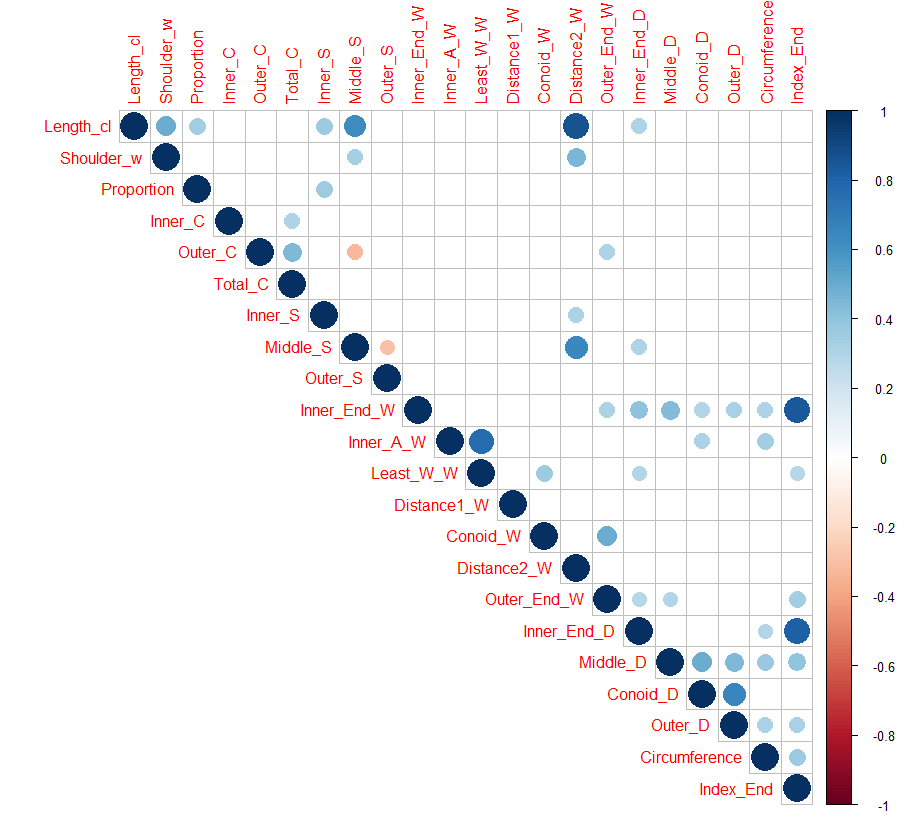 Length_cl
Shoulder_w
Proportion
Inner_C
Outer_C
Total_C
Inner_S
Middle_S
Outer_S
Inner_End_W
Inner_A_W
Least_W_W
Distance1_W
Conoid_W
Distance2_W
Outer_End_W
Inner_End_D
Middle_D
Conoid_D
Outer_D
Circumference
Index_End
Length_cl
Shoulder_w
Proportion
Inner_C
Outer_C
Total_C
Inner_S
Middle_S
Outer_S
Inner_End_W
Inner_A_W
Least_W_W
Distance1_W
Conoid_W
Distance2_W
Outer_End_W
Inner_End_D
Middle_D
Conoid_D
Outer_D
Circumference
Index_End
1
0.8
0.6
0.4
0.2
0
-0.2
-0.4
-0.6
-0.8
-1